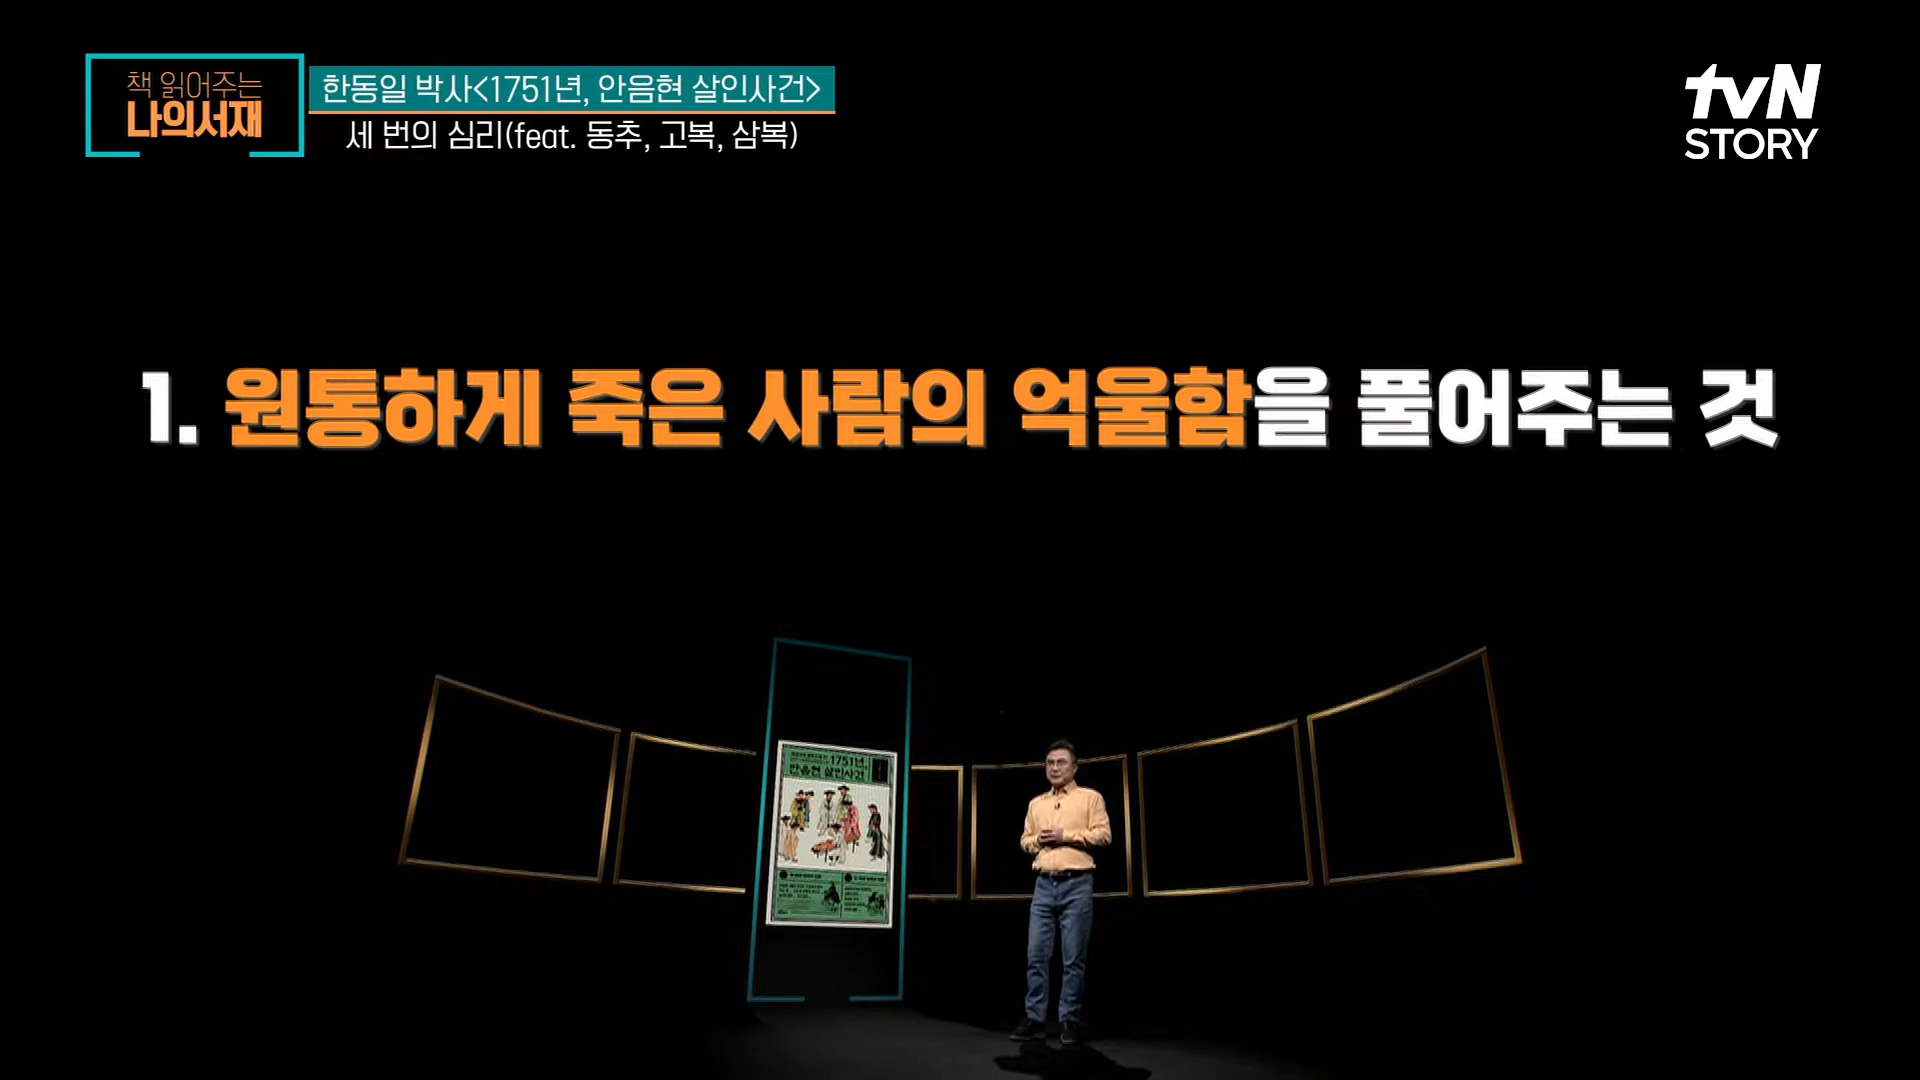 책 읽어주는
나의서재
한동일 박사<1751년, 안음현 살인사건>
세 번의 심리(feat. 동추, 고복, 삼복)
tvN
STORY
1. 원통하게 죽은 사람의 억울함을 풀어주는 것
1751년
안음현 살인사건